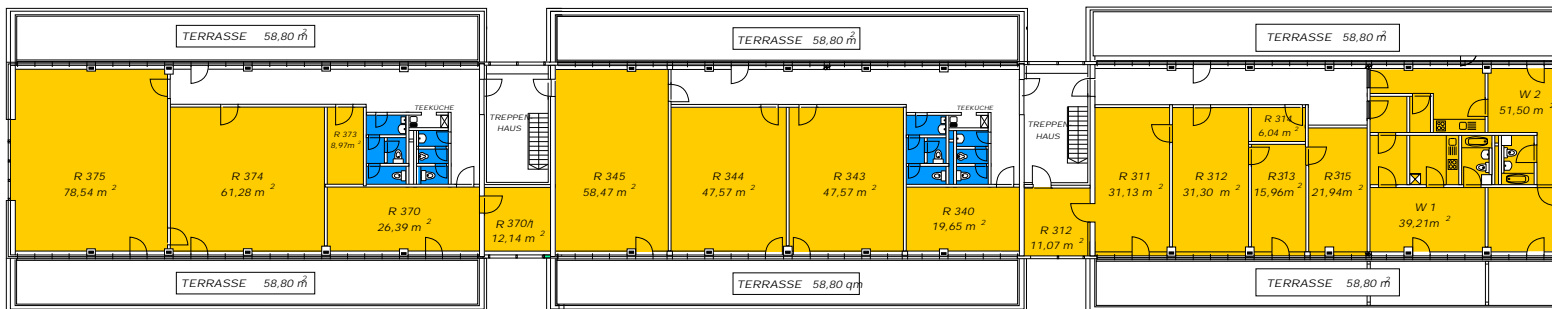 TERRASSE 58,80 m²
TERRASSE 58,80 m²
TERRASSE 58,80 m²
R 375
78,54 m²
R 374
61,28 m²
R 373
8,97m²
TEEKÜCHE
R 370
26,39 m²
TREPPEN
HAUS
R 370/1
12,14 m²
R 345
58,47 m²
R 344
47,57 m²
R 343
47,57 m²
TEEKÜCHE
R 340
19,65 m²
TREPPEN
HAUS
R 312
11,07 m²
R 311
31,13 m²
R 312
31,30 m²
R 314
6,04 m²
R 313
15,96m²
R 315
21,94m²
W 1
39,21m²
W 2
51,50 m²
TERRASSE 58,80 m²
TERRASSE 58,80 qm
TERRASSE 58,80 m²